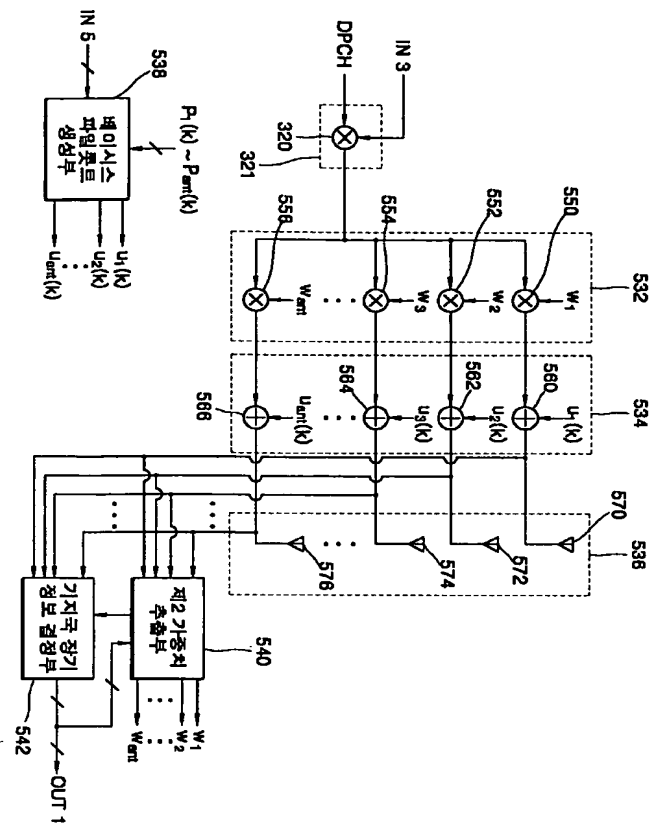 IN 3
DPCH
320
321
550
W₁
552
W₂
554
W₃
556
Wₐₙₜ
532
560
u₁(k)
562
u₂(k)
564
u₃(k)
566
uₐₙₜ(k)
534
570
572
574
576
536
IN 5
538
P₁(k) ~ Pₐₙₜ(k)
베이시스
파일롯트
생성부
u₁(k)
u₂(k)
uₐₙₜ(k)
제2 가중치
추출부
540
W₁
W₂
Wₐₙₜ
기지국 장기
정보 결정부
542
OUT 1